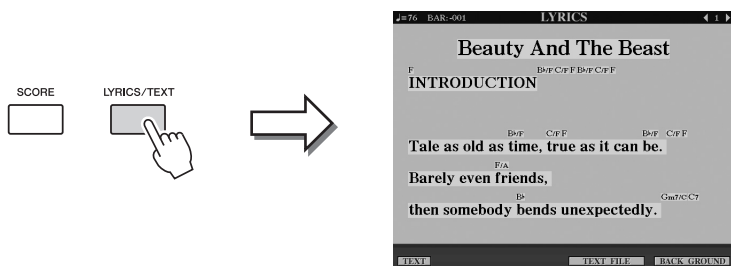 SCORE
LYRICS/TEXT
♩=76 BAR:-001 LYRICS 1
Beauty And The Beast
F B♭/F C/F F B♭/F C/F F
INTRODUCTION
B♭/F C/F F B♭/F C/F F
Tale as old as time, true as it can be.
F/A
Barely even friends,
B♭ Gm7/C C7
then somebody bends unexpectedly.
TEXT TEXT FILE BACK GROUND